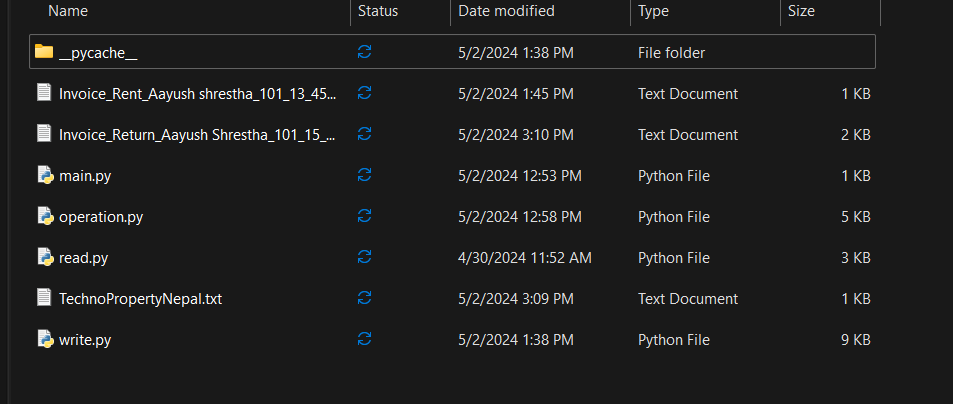 Name Status Date modified Type Size
__pycache__ 5/2/2024 1:38 PM File folder
Invoice_Rent_Aayush shrestha_101_13_45... 5/2/2024 1:45 PM Text Document 1 KB
Invoice_Return_Aayush Shrestha_101_15_... 5/2/2024 3:10 PM Text Document 2 KB
main.py 5/2/2024 12:53 PM Python File 1 KB
operation.py 5/2/2024 12:58 PM Python File 5 KB
read.py 4/30/2024 11:52 AM Python File 3 KB
TechnoPropertyNepal.txt 5/2/2024 3:09 PM Text Document 1 KB
write.py 5/2/2024 1:38 PM Python File 9 KB